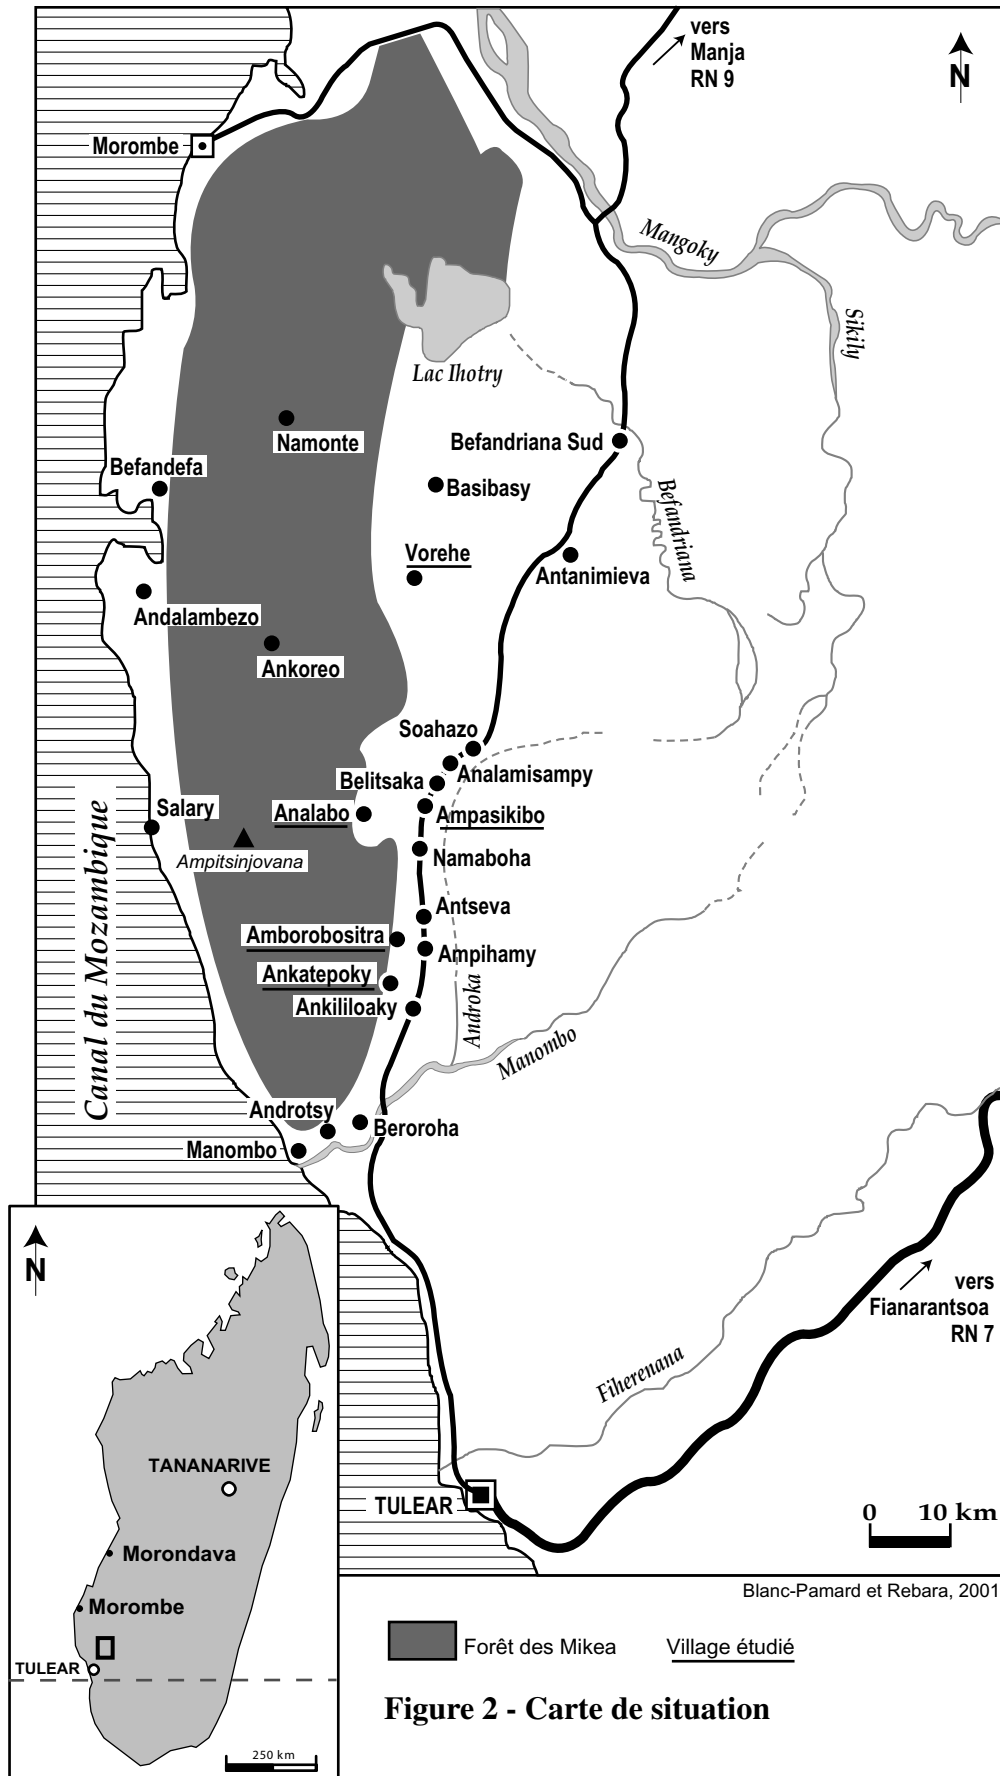 vers
Manja
RN 9
N
Morombe
Mangoky
Sikily
Lac Ihotry
Namonte
Befandriana Sud
Befandefa
Basibasy
Befandriana
Vorehe
Antanimieva
Andalambezo
Ankoreo
Soahazo
Analamisampy
Belitsaka
Salary
Analabo
Ampasikibo
Canal du Mozambique
Ampitsinjovana
Namaboha
Antseva
Amborobositra
Ampihamy
Ankatepoky
Ankililoaky
Androka
Manombo
Androtsy
Beroroha
Manombo
N
vers
Fianarantsoa
RN 7
Fiherenana
TANANARIVE
TULEAR
0 10 km
Morondava
Morombe
TULEAR
250 km
Blanc-Pamard et Rebara, 2001
Forêt des Mikea
Village étudié
Figure 2 - Carte de situation